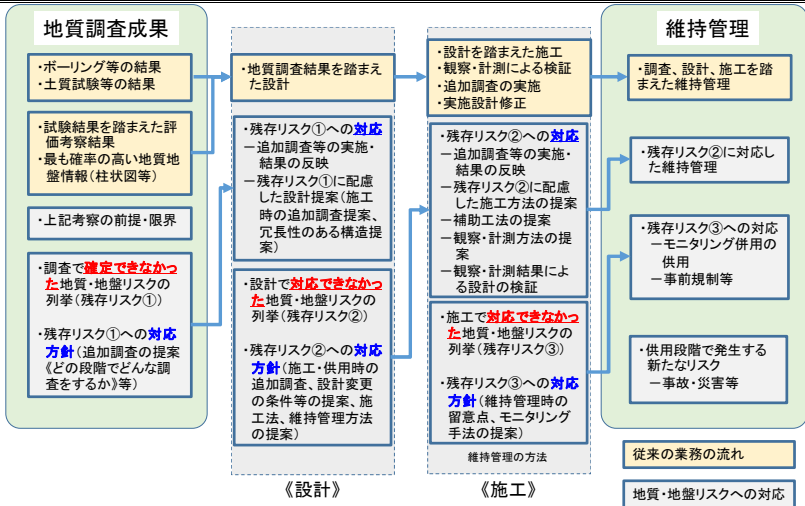 地質調査成果
・ボーリング等の結果
・土質試験等の結果
・試験結果を踏まえた評
価考察結果
・最も確率の高い地質地
盤情報(柱状図等)
・上記考察の前提・限界
・調査で確定できなかっ
た地質・地盤リスクの
列挙(残存リスク①)
・残存リスク①への対応
方針(追加調査の提案
《どの段階でどんな調
査をするか》等)
・地質調査結果を踏まえ
た設計
・残存リスク①への対応
－追加調査等の実施・
結果の反映
－残存リスク①に配慮
した設計提案(施工
時の追加調査提案、
冗長性のある構造提
案)
・設計で対応できなかっ
た地質・地盤リスクの
列挙(残存リスク②)
・残存リスク②への対応
方針(施工・供用時の
追加調査、設計変更
の条件等の提案、施
工法、維持管理方法
の提案)
《設計》
・設計を踏まえた施工
・観察・計測による検証
・追加調査の実施
・実施設計修正
・残存リスク②への対応
－追加調査等の実施・
結果の反映
－残存リスク②に配慮
した施工方法の提案
－補助工法の提案
－観察・計測方法の提
案
－観察・計測結果によ
る設計の検証
・施工で対応できなかっ
た地質・地盤リスクの
列挙(残存リスク③)
・残存リスク③への対応
方針(維持管理時の
留意点、モニタリング
手法の提案)
維持管理の方法
《施工》
維持管理
・調査、設計、施工を踏
まえた維持管理
・残存リスク②に対応し
た維持管理
・残存リスク③への対応
－モニタリング併用の
供用
－事前規制等
・供用段階で発生する
新たなリスク
－事故・災害等
従来の業務の流れ
地質・地盤リスクへの対応